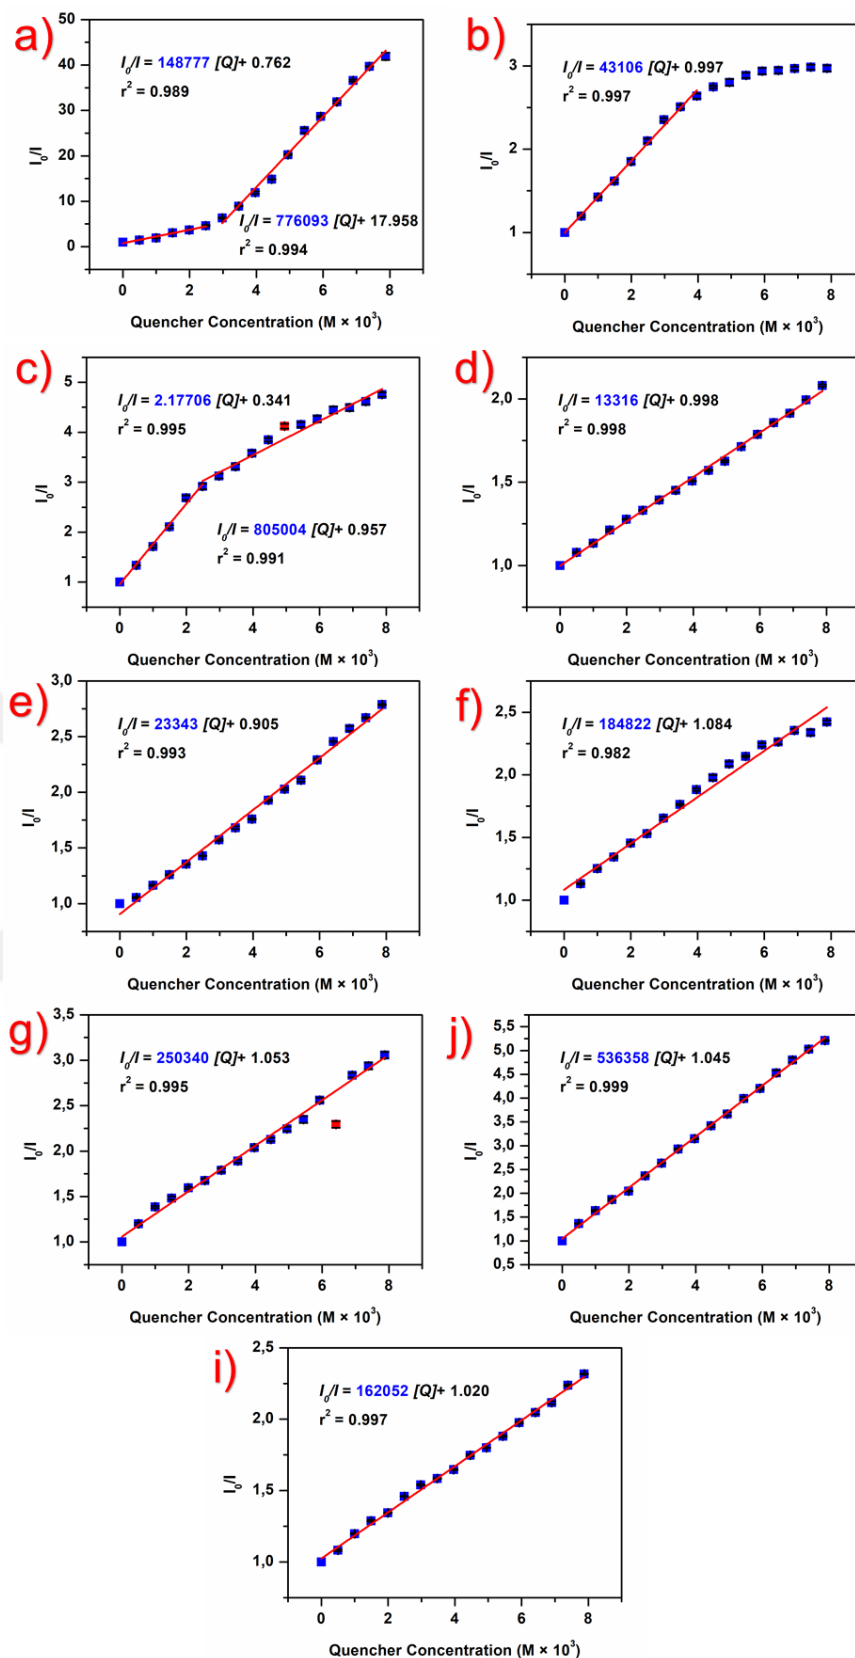 a)
I₀/I = 148777 [Q]+ 0.762
r² = 0.989
I₀/I = 776093 [Q]+ 17.958
r² = 0.994
50
40
30
20
10
0
I₀/I
0 2 4 6 8
Quencher Concentration (M × 10³)
b)
I₀/I = 43106 [Q]+ 0.997
r² = 0.997
3
2
1
I₀/I
0 2 4 6 8
Quencher Concentration (M × 10³)
c)
I₀/I = 2.17706 [Q]+ 0.341
r² = 0.995
I₀/I = 805004 [Q]+ 0.957
r² = 0.991
5
4
3
2
1
I₀/I
0 2 4 6 8
Quencher Concentration (M × 10³)
d)
I₀/I = 13316 [Q]+ 0.998
r² = 0.998
2,0
1,5
1,0
I₀/I
0 2 4 6 8
Quencher Concentration (M × 10³)
e)
I₀/I = 23343 [Q]+ 0.905
r² = 0.993
3,0
2,5
2,0
1,5
1,0
I₀/I
0 2 4 6 8
Quencher Concentration (M × 10³)
f)
I₀/I = 184822 [Q]+ 1.084
r² = 0.982
2,5
2,0
1,5
1,0
I₀/I
0 2 4 6 8
Quencher Concentration (M × 10³)
g)
I₀/I = 250340 [Q]+ 1.053
r² = 0.995
3,5
3,0
2,5
2,0
1,5
1,0
I₀/I
0 2 4 6 8
Quencher Concentration (M × 10³)
j)
I₀/I = 536358 [Q]+ 1.045
r² = 0.999
5,5
5,0
4,5
4,0
3,5
3,0
2,5
2,0
1,5
1,0
0,5
I₀/I
0 2 4 6 8
Quencher Concentration (M × 10³)
i)
I₀/I = 162052 [Q]+ 1.020
r² = 0.997
2,5
2,0
1,5
1,0
I₀/I
0 2 4 6 8
Quencher Concentration (M × 10³)